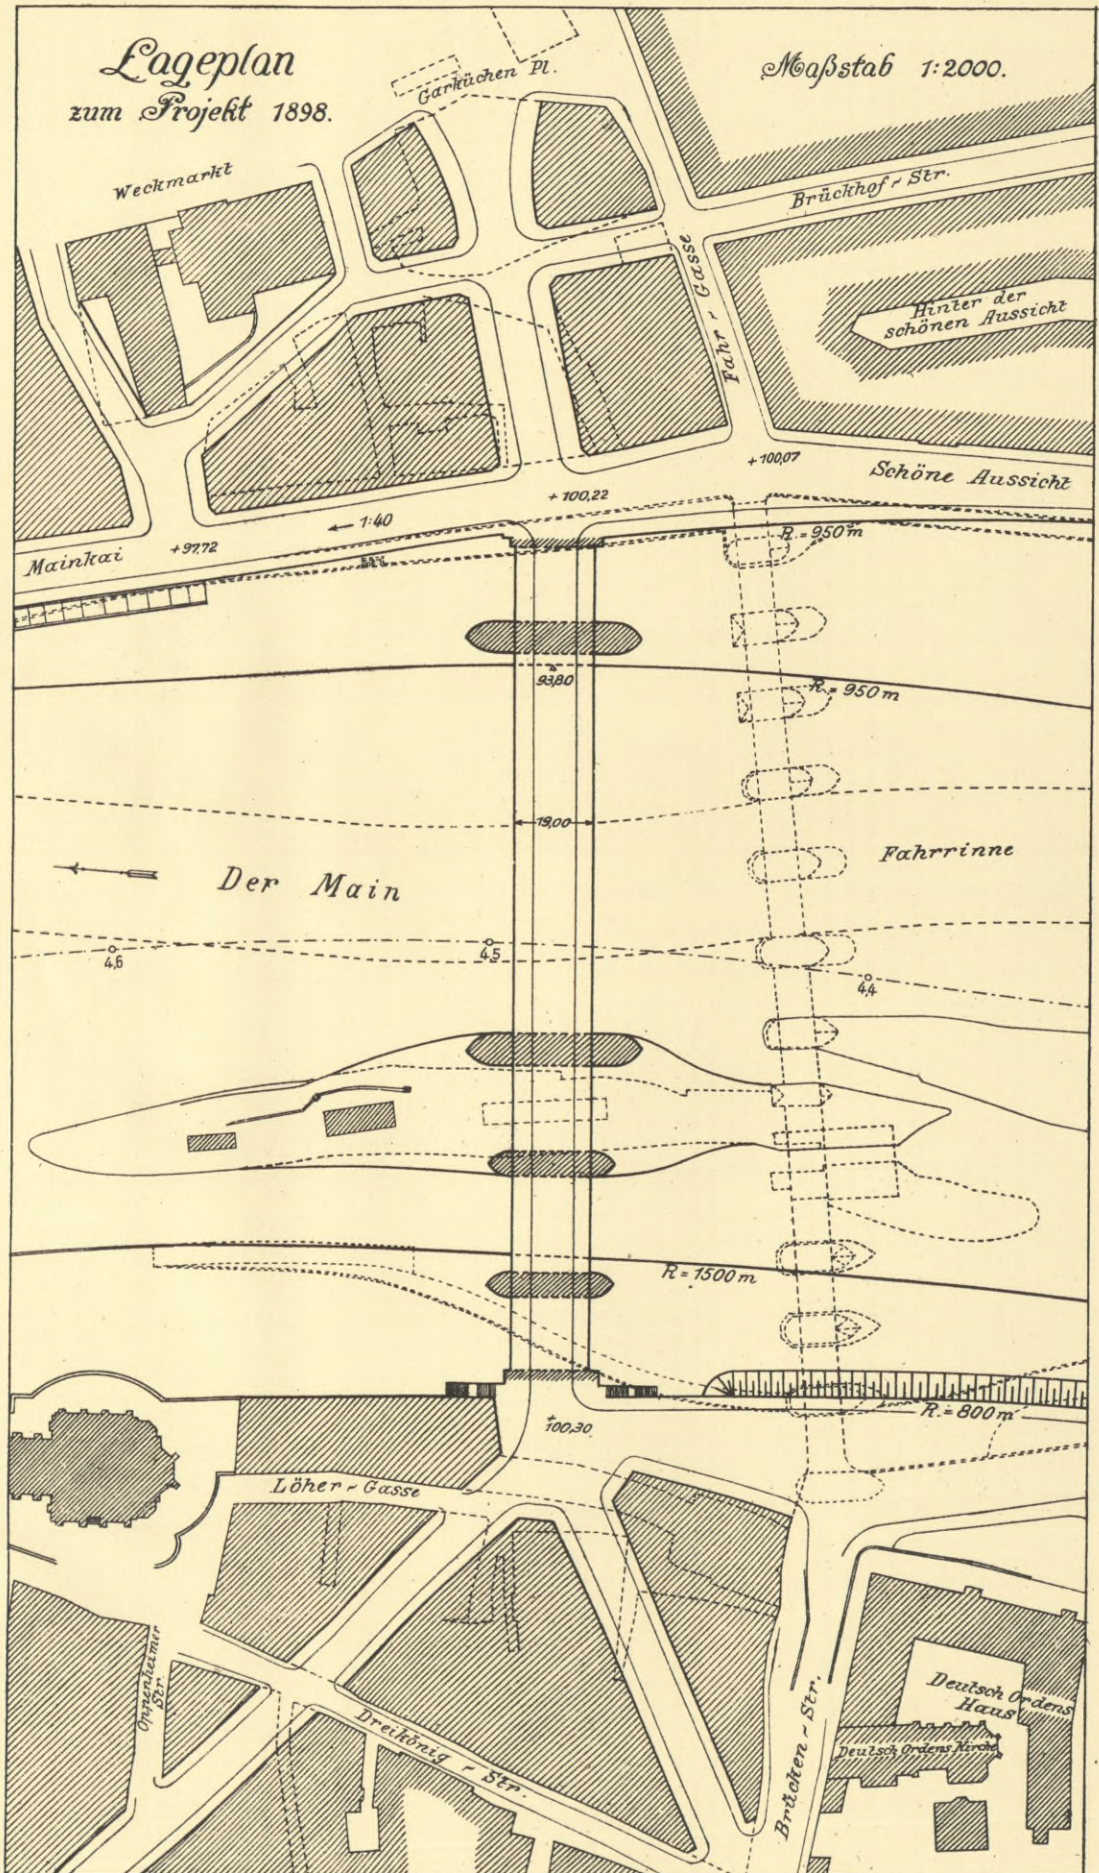 Lageplan
zum Projekt 1898.
Maßstab 1:2000.
Garküchen Pl.
Weckmarkt
Brückhof-Str.
Fahr-Gasse
Hinter der
schönen Aussicht
+100,07
Schöne Aussicht
+100,22
← 1:40
+97,72
Mainkai
R = 950 m
93,80
R = 950 m
19,00
Fahrrinne
Der Main
4,6
4,5
4,4
R = 1500 m
R = 800 m
+100,30
Löher-Gasse
Oppenheimer
Str.
Dreikönig-Str.
Brücken-Str.
Deutsch Ordens
Haus
Deutsch Ordens Kirche